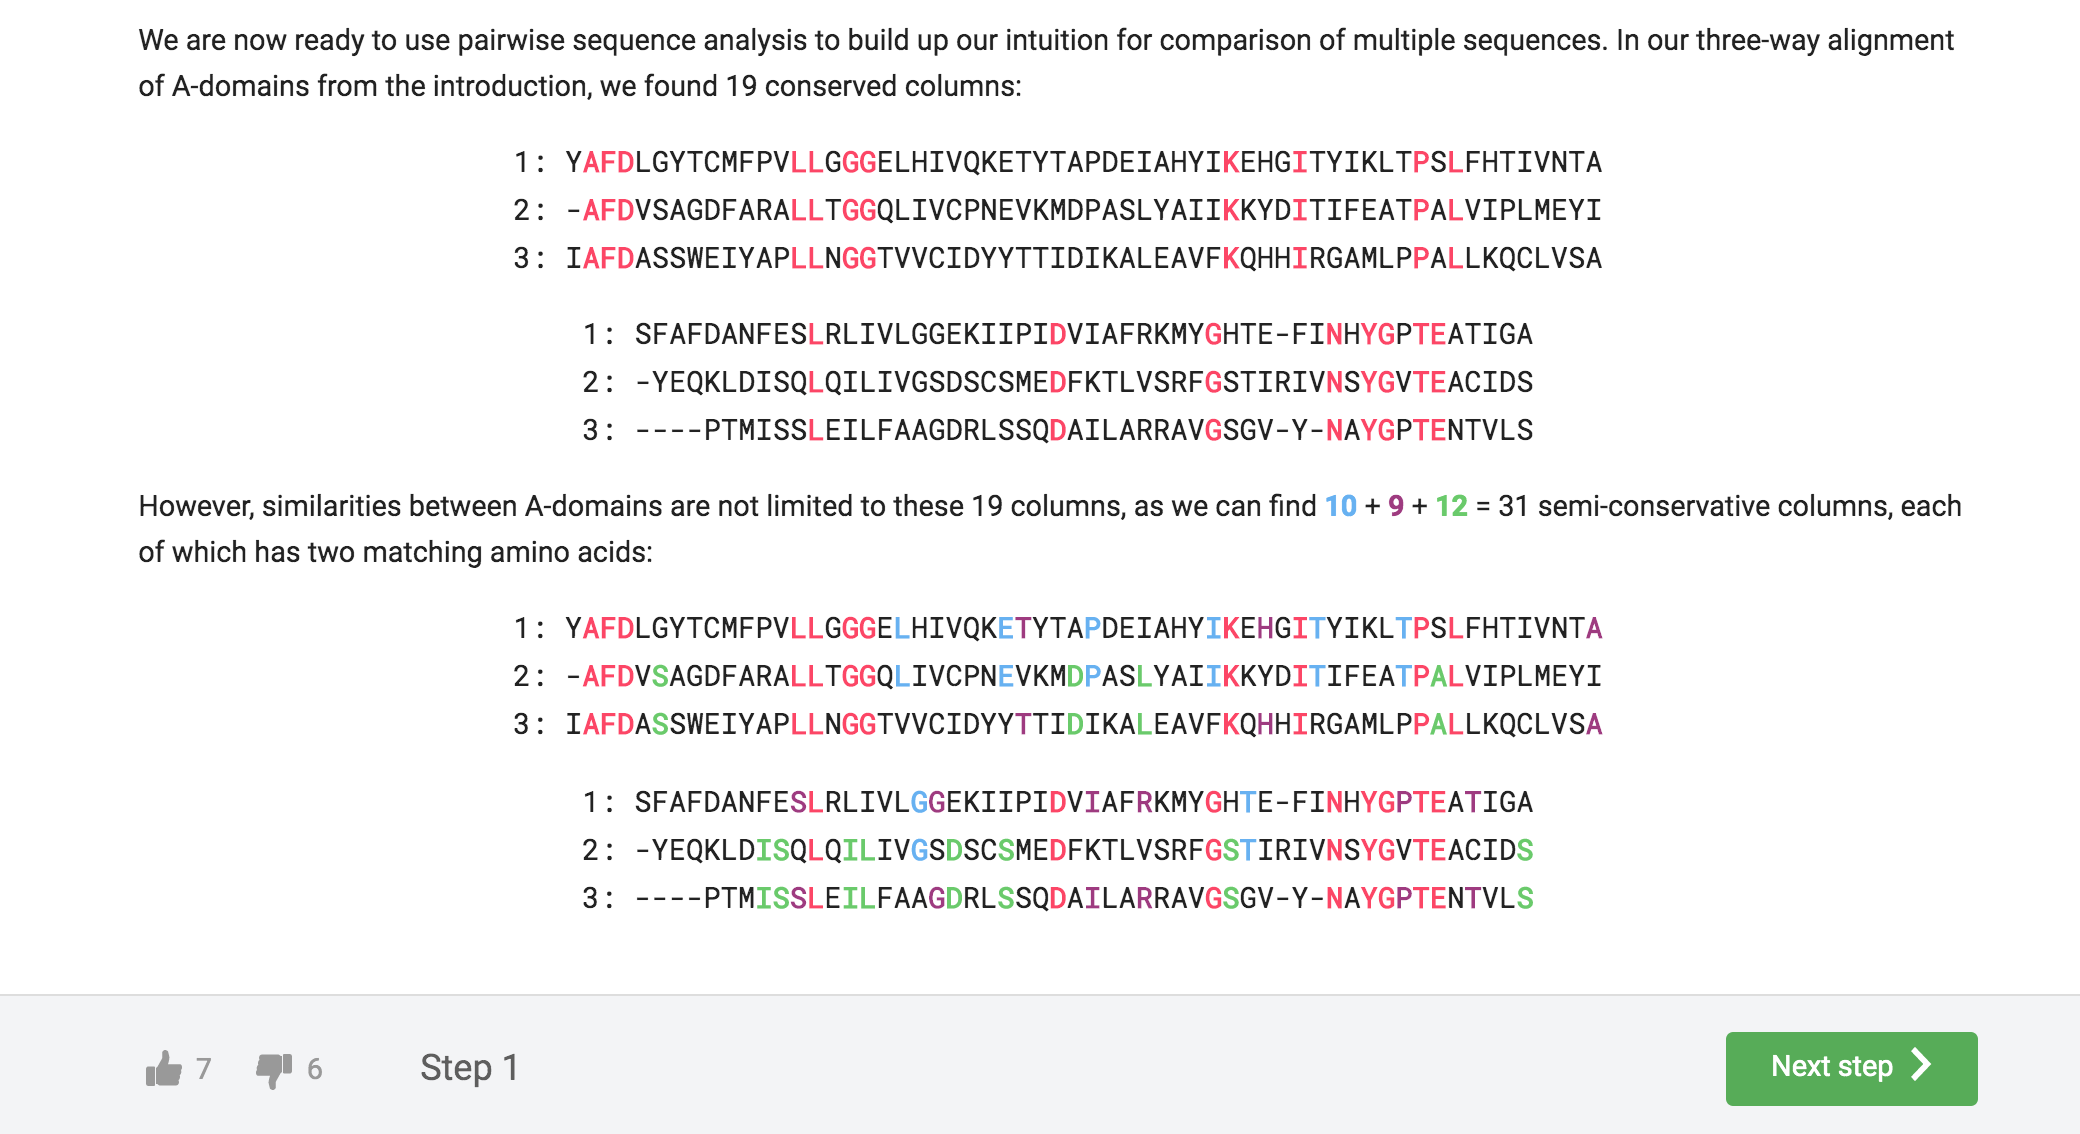 We are now ready to use pairwise sequence analysis to build up our intuition for comparison of multiple sequences. In our three-way alignment
of A-domains from the introduction, we found 19 conserved columns:
1: YAFDLGYTCMFPVLLGGGELHIVQKETYTAPDEIAHYIKEHGITYIKLTPSLFHTIVNTA
2: -AFDVSAGDFARALLTGGQLIVCPNEVKMDPASLYAIIKKYDITIFEATPALVIPLMEYI
3: IAFDASSWEIYAPLLNGGTVVCIDYYTTIDIKALEAVFKQHHIRGAMLPPALLKQCLVSA
1: SFAFDANFESLRLIVLGGEKIIPIDVIAFRKMYGHTE-FINHYGPTEATIGA
2: -YEQKLDISQLQILIVGSDSCSMEDFKTLVSRFGSTIRIVNSYGVTEACIDS
3: ----PTMISSLEILFAAGDRLSSQDAILARRAVGSGV-Y-NAYGPTENTVLS
However, similarities between A-domains are not limited to these 19 columns, as we can find 10 + 9 + 12 = 31 semi-conservative columns, each
of which has two matching amino acids:
1: YAFDLGYTCMFPVLLGGGELHIVQKETYTAPDEIAHYIKEHGITYIKLTPSLFHTIVNTA
2: -AFDVSAGDFARALLTGGQLIVCPNEVKMDPASLYAIIKKYDITIFEATPALVIPLMEYI
3: IAFDASSWEIYAPLLNGGTVVCIDYYTTIDIKALEAVFKQHHIRGAMLPPALLKQCLVSA
1: SFAFDANFESLRLIVLGGEKIIPIDVIAFRKMYGHTE-FINHYGPTEATIGA
2: -YEQKLDISQLQILIVGSDSCSMEDFKTLVSRFGSTIRIVNSYGVTEACIDS
3: ----PTMISSLEILFAAGDRLSSQDAILARRAVGSGV-Y-NAYGPTENTVLS
7 6 Step 1 Next step